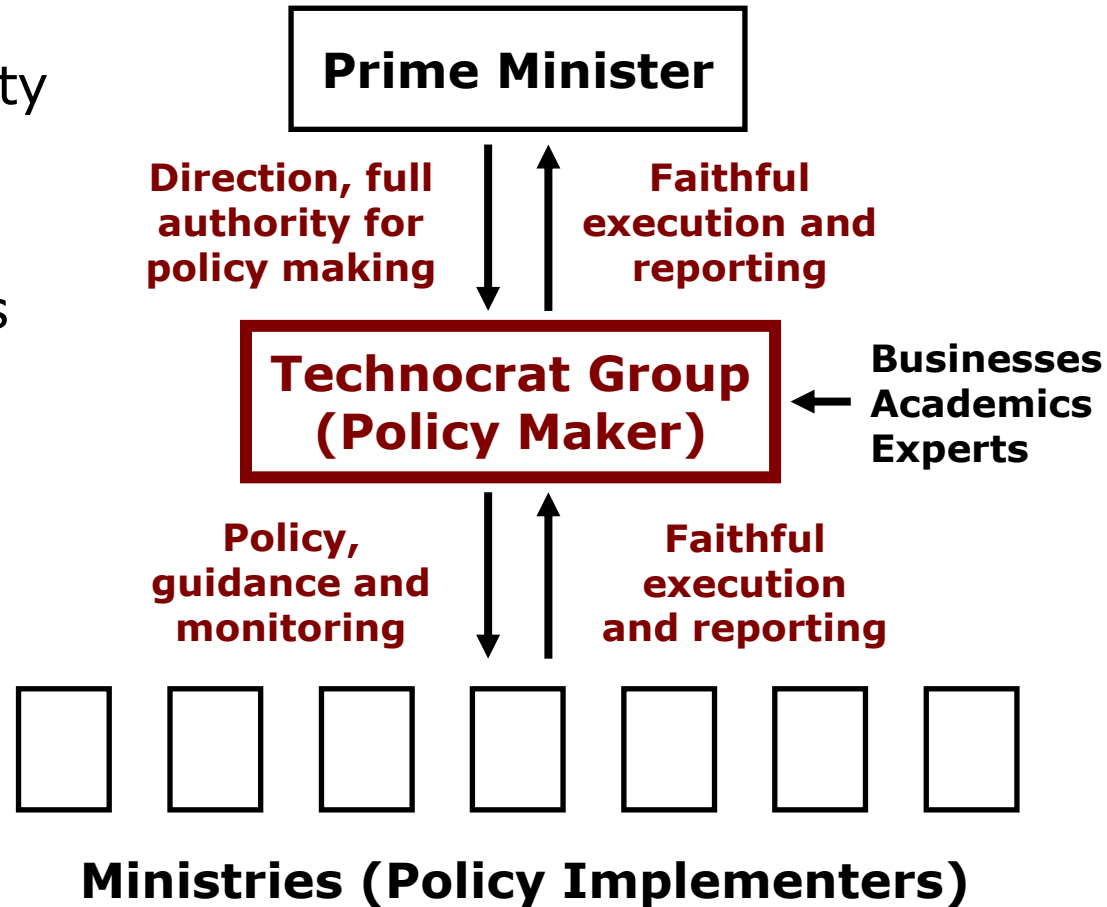 ty
s
Prime Minister
Direction, full
authority for
policy making
Faithful
execution and
reporting
Technocrat Group
(Policy Maker)
Businesses
Academics
Experts
Policy,
guidance and
monitoring
Faithful
execution
and reporting
Ministries (Policy Implementers)